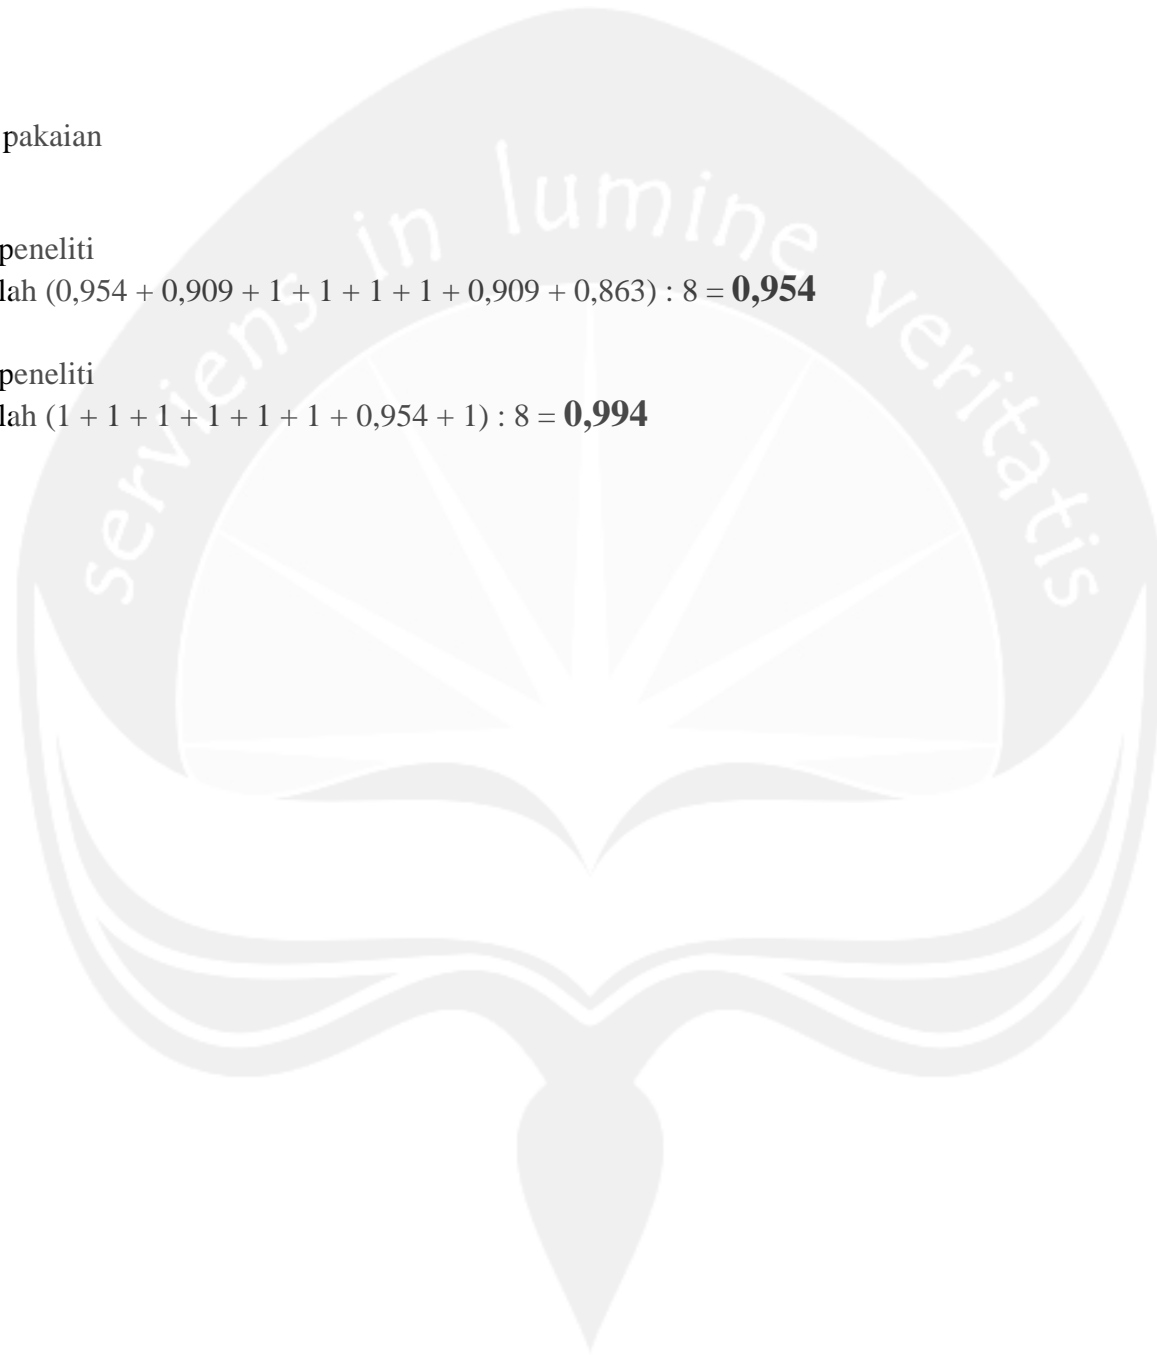 pakaian
serviens in lumine veritatis
peneliti
lah (0,954 + 0,909 + 1 + 1 + 1 + 1 + 0,909 + 0,863) : 8 = 0,954
peneliti
lah (1 + 1 + 1 + 1 + 1 + 1 + 0,954 + 1) : 8 = 0,994